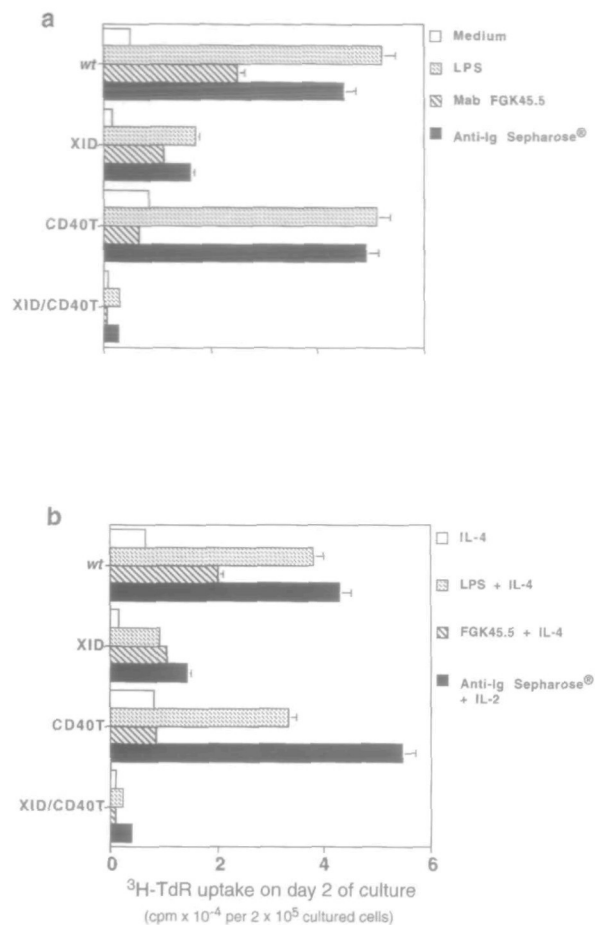 a
Medium
LPS
Mab FGK45.5
Anti-Ig Sepharose®
wt
XID
CD40T
XID/CD40T
b
IL-4
LPS + IL-4
FGK45.5 + IL-4
Anti-Ig Sepharose®
+ IL-2
wt
XID
CD40T
XID/CD40T
0 2 4 6
³H-TdR uptake on day 2 of culture
(cpm x 10⁻⁴ per 2 x 10⁵ cultured cells)